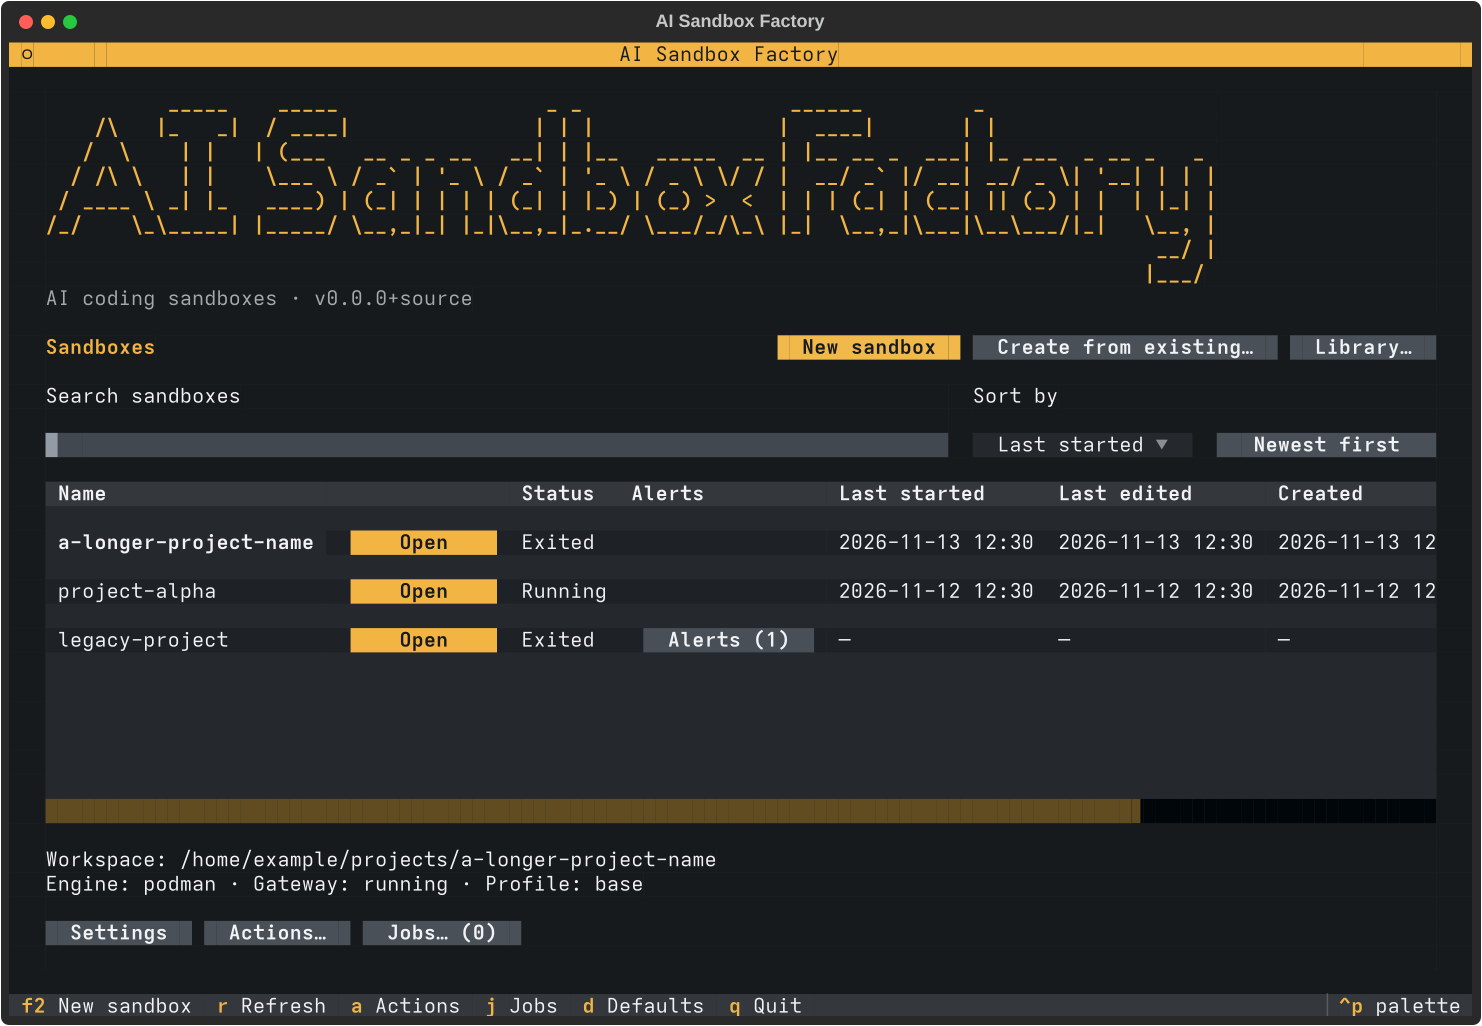 AI Sandbox Factory
AI Sandbox Factory
AI Sandbox Factory
AI coding sandboxes · v0.0.0+source
Sandboxes New sandbox Create from existing… Library…
Search sandboxes Sort by
Last started ▼ Newest first
Name Status Alerts Last started Last edited Created
a-longer-project-name Open Exited 2026-11-13 12:30 2026-11-13 12:30 2026-11-13 12
project-alpha Open Running 2026-11-12 12:30 2026-11-12 12:30 2026-11-12 12
legacy-project Open Exited Alerts (1) — — —
Workspace: /home/example/projects/a-longer-project-name
Engine: podman · Gateway: running · Profile: base
Settings Actions… Jobs… (0)
f2 New sandbox r Refresh a Actions j Jobs d Defaults q Quit ^p palette